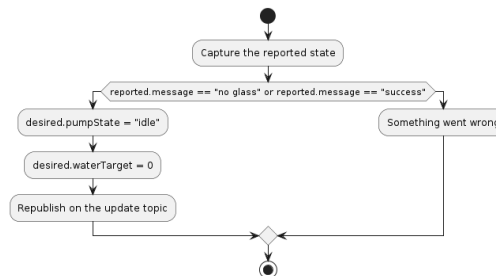 Capture the reported state
reported.message == "no glass" or reported.message == "success"
desired.pumpState = "idle"
Something went wrong
desired.waterTarget = 0
Republish on the update topic